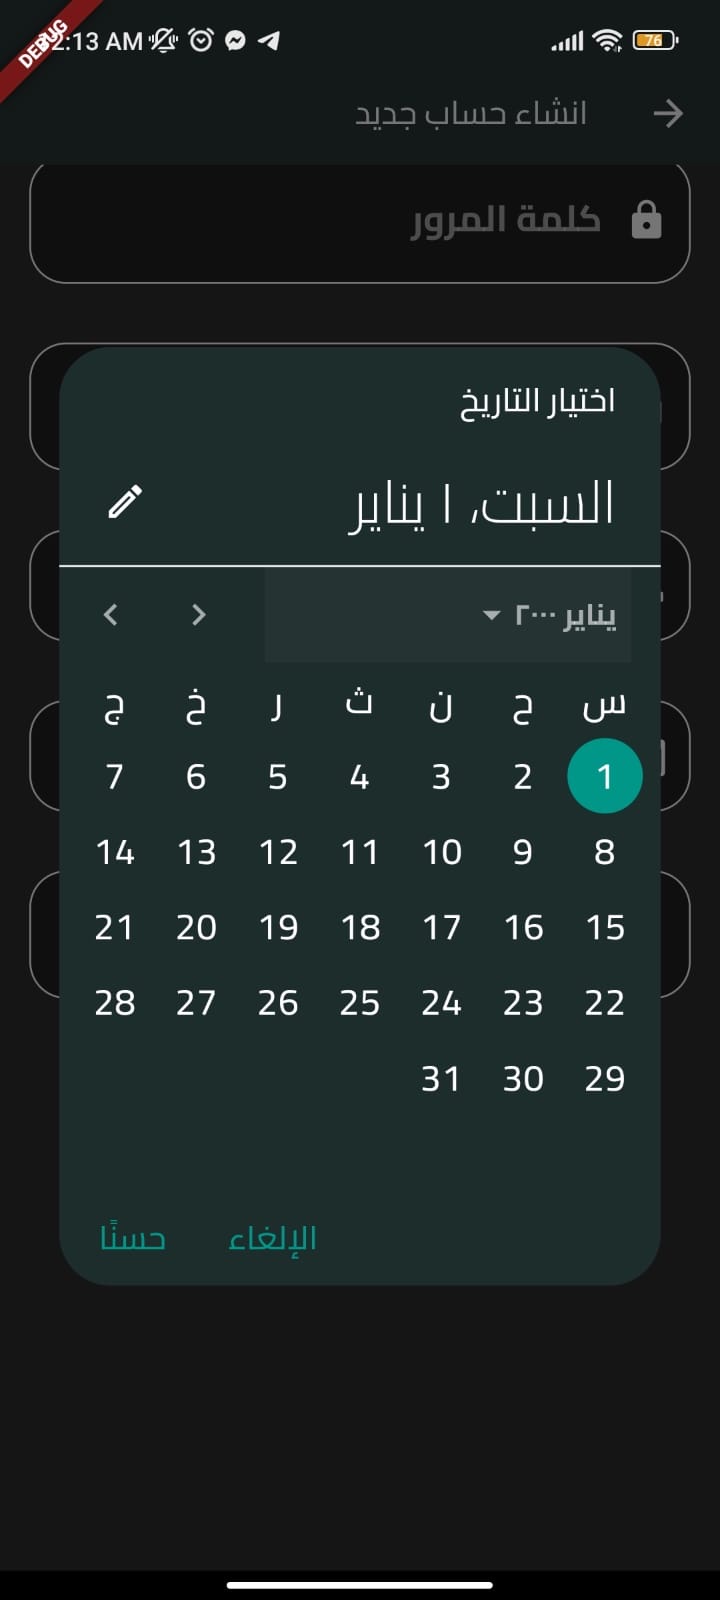 2:13 AM
76
DEBUG
انشاء حساب جديد
كلمة المرور
اختيار التاريخ
السبت، ١ يناير
يناير ٢٠٠٠
س ح ن ث ر خ ج
1 2 3 4 5 6 7
8 9 10 11 12 13 14
15 16 17 18 19 20 21
22 23 24 25 26 27 28
29 30 31
الإلغاء حسنًا